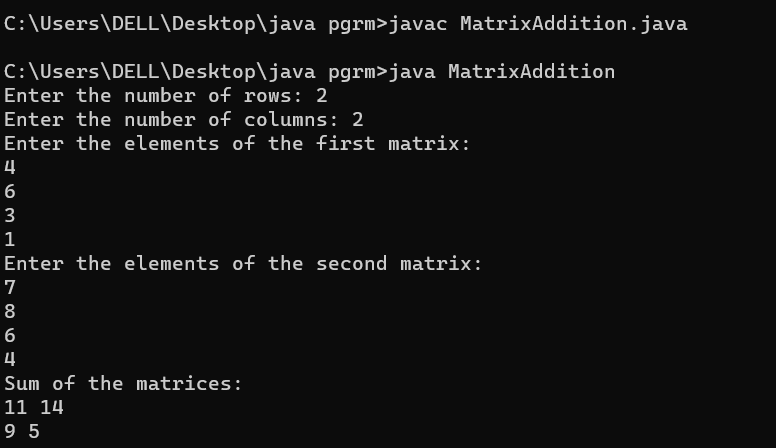 C:\Users\DELL\Desktop\java pgrm>javac MatrixAddition.java
C:\Users\DELL\Desktop\java pgrm>java MatrixAddition
Enter the number of rows: 2
Enter the number of columns: 2
Enter the elements of the first matrix:
4
6
3
1
Enter the elements of the second matrix:
7
8
6
4
Sum of the matrices:
11 14
9 5